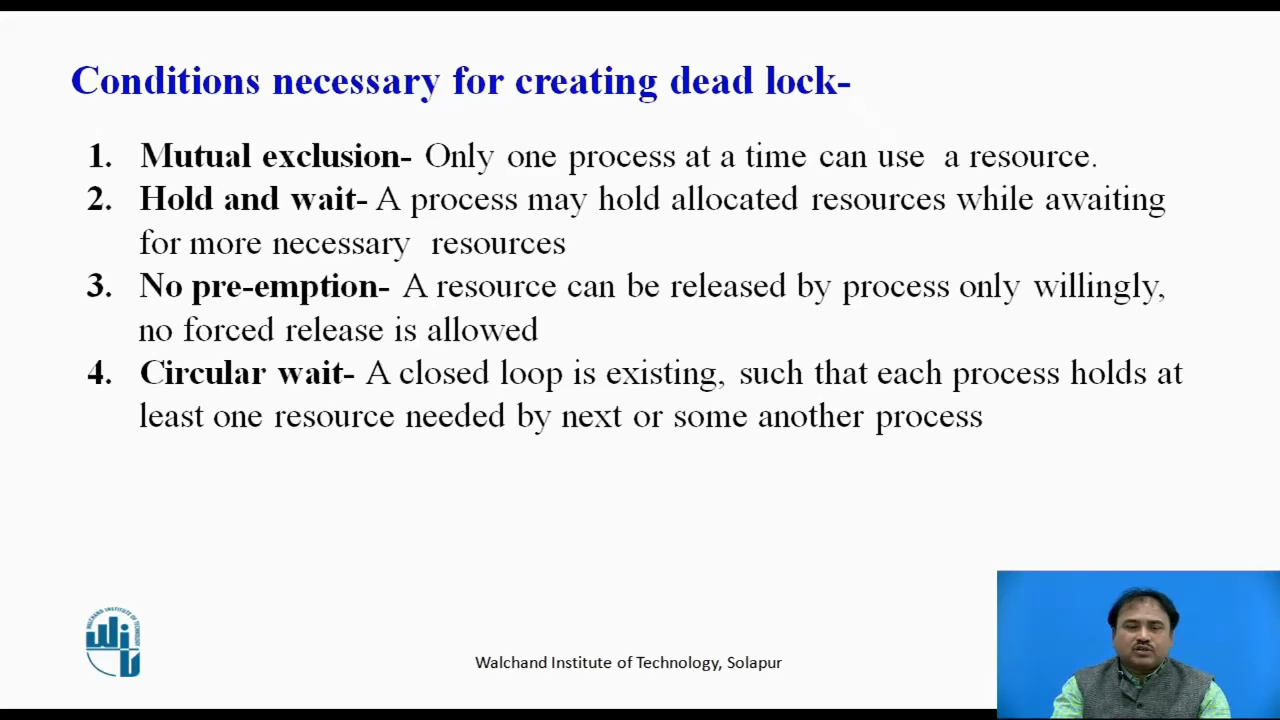 Conditions necessary for creating dead lock-
1. Mutual exclusion- Only one process at a time can use a resource.
2. Hold and wait- A process may hold allocated resources while awaiting
for more necessary resources
3. No pre-emption- A resource can be released by process only willingly,
no forced release is allowed
4. Circular wait- A closed loop is existing, such that each process holds at
least one resource needed by next or some another process
WALCHAND INSTITUTE OF TECHNOLOGY
Walchand Institute of Technology, Solapur